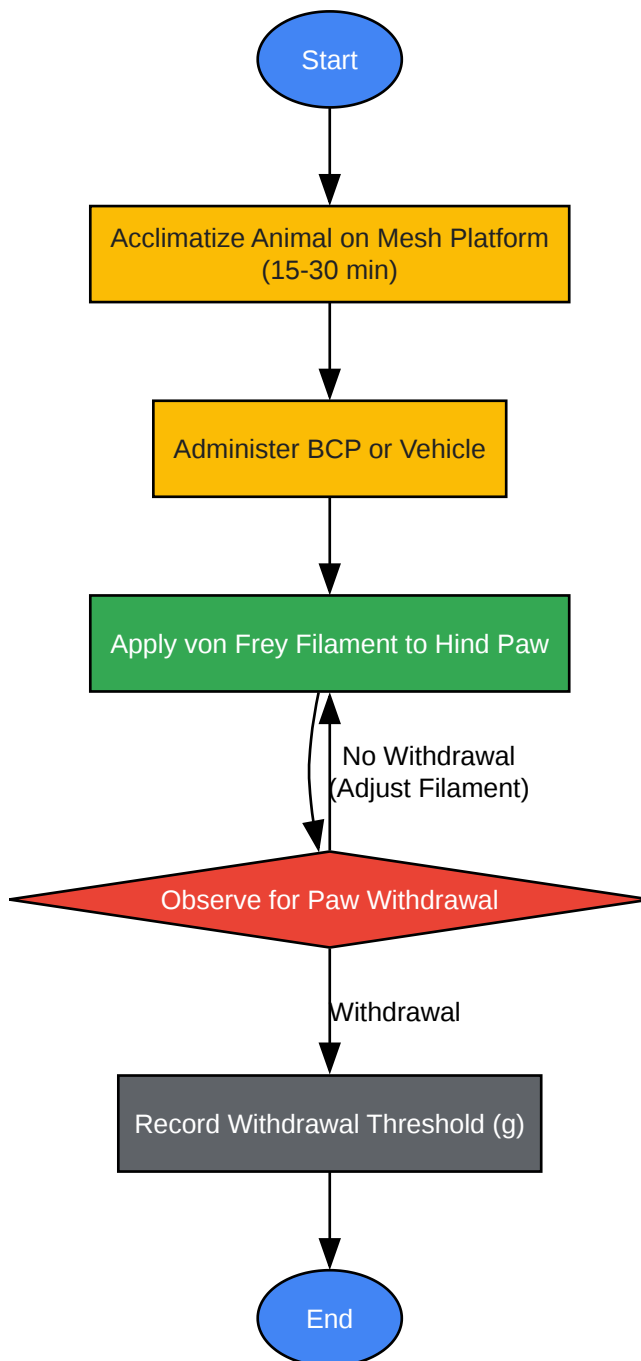 Start
Acclimatize Animal on Mesh Platform
(15-30 min)
Administer BCP or Vehicle
Apply von Frey Filament to Hind Paw
No Withdrawal
(Adjust Filament)
Observe for Paw Withdrawal
Withdrawal
Record Withdrawal Threshold (g)
End